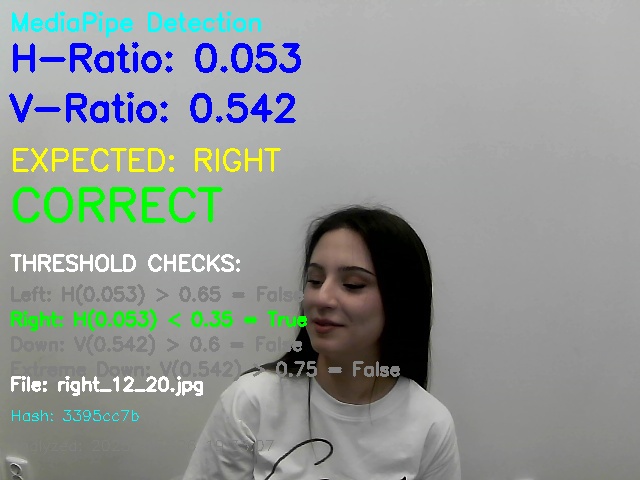 MediaPipe Detection
H-Ratio: 0.053
V-Ratio: 0.542
EXPECTED: RIGHT
CORRECT
THRESHOLD CHECKS:
Left: H(0.053) > 0.65 = False
Right: H(0.053) < 0.35 = True
Down: V(0.542) > 0.6 = False
Extreme Down: V(0.542) > 0.75 = False
File: right_12_20.jpg
Hash: 3395cc7b